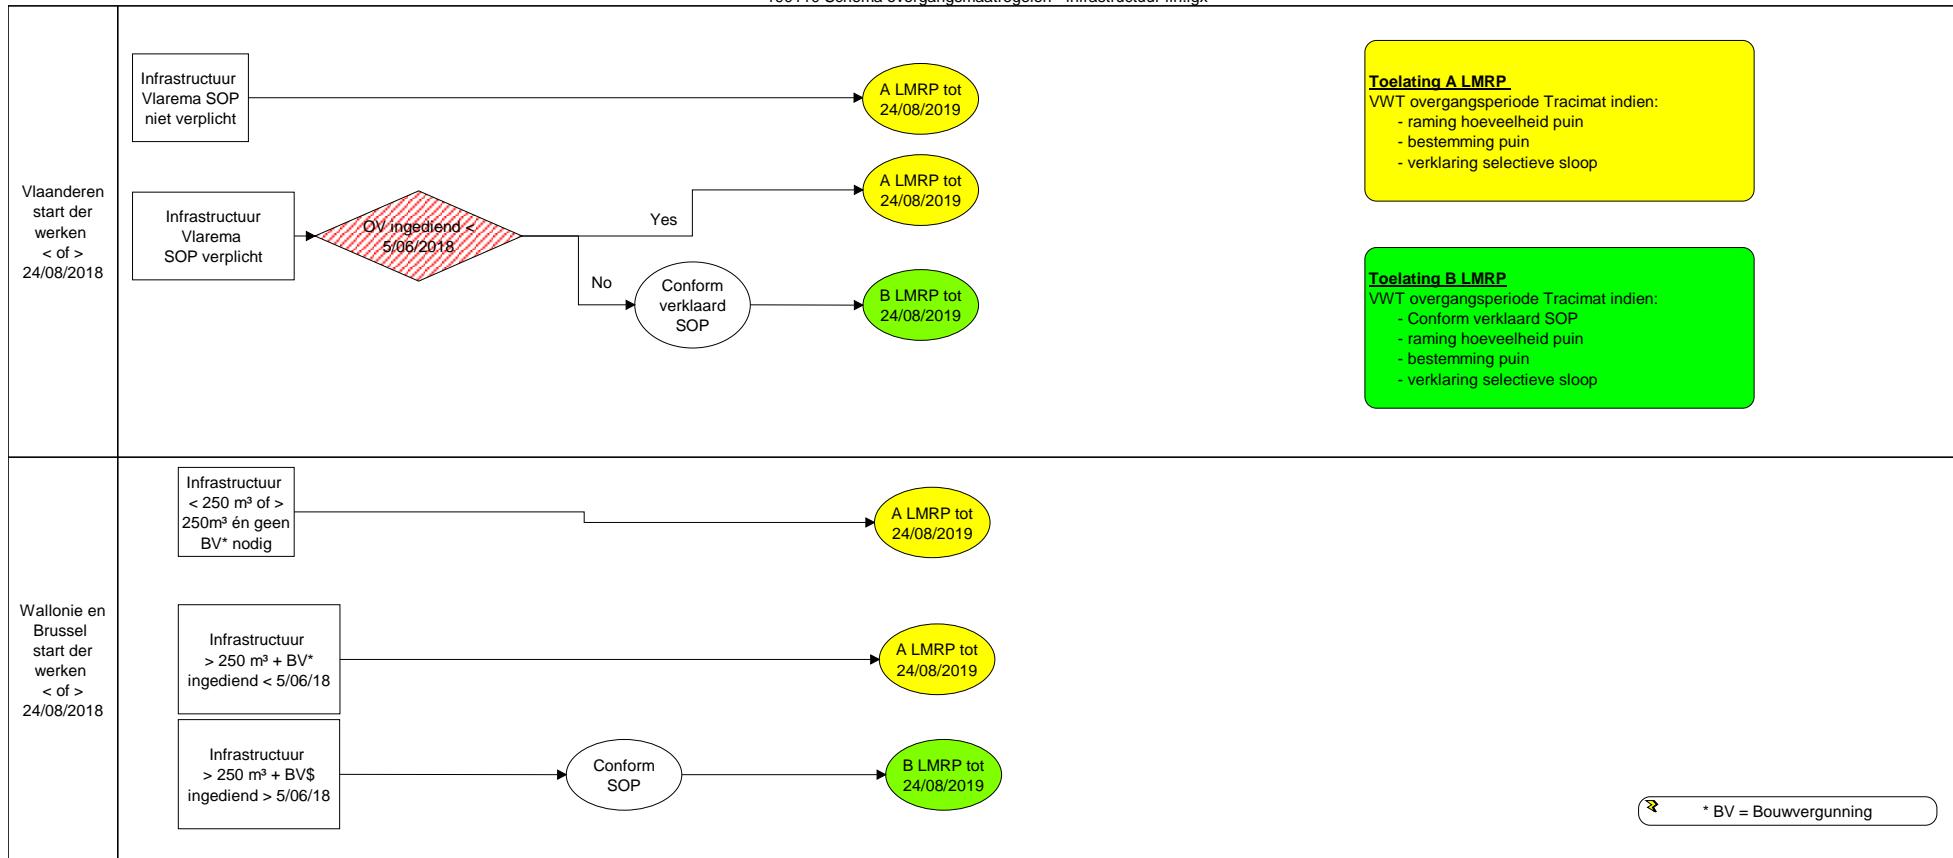 Vlaanderen
start der
werken
< of >
24/08/2018
Infrastructuur
Vlarema SOP
niet verplicht
A LMRP tot
24/08/2019
Infrastructuur
Vlarema
SOP verplicht
OV ingediend <
5/06/2018
Yes
A LMRP tot
24/08/2019
No
Conform
verklaard
SOP
B LMRP tot
24/08/2019
Toelating A LMRP
VWT overgangsperiode Tracimat indien:
- raming hoeveelheid puin
- bestemming puin
- verklaring selectieve sloop
Toelating B LMRP
VWT overgangsperiode Tracimat indien:
- Conform verklaard SOP
- raming hoeveelheid puin
- bestemming puin
- verklaring selectieve sloop
Wallonie en
Brussel
start der
werken
< of >
24/08/2018
Infrastructuur
< 250 m³ of >
250m³ én geen
BV* nodig
A LMRP tot
24/08/2019
Infrastructuur
> 250 m³ + BV*
ingediend < 5/06/18
A LMRP tot
24/08/2019
Infrastructuur
> 250 m³ + BV$
ingediend > 5/06/18
Conform
SOP
B LMRP tot
24/08/2019
* BV = Bouwvergunning